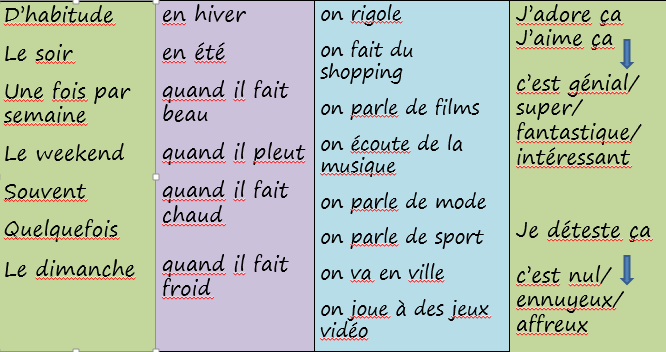 D'habitude
Le soir
Une fois par
semaine
Le weekend
Souvent
Quelquefois
Le dimanche
en hiver
en été
quand il fait
beau
quand il pleut
quand il fait
chaud
quand il fait
froid
on rigole
on fait du
shopping
on parle de films
on écoute de la
musique
on parle de mode
on parle de sport
on va en ville
on joue à des jeux
vidéo
J'adore ça
J'aime ça
c'est génial/
super/
fantastique/
intéressant
Je déteste ça
c'est nul/
ennuyeux/
affreux